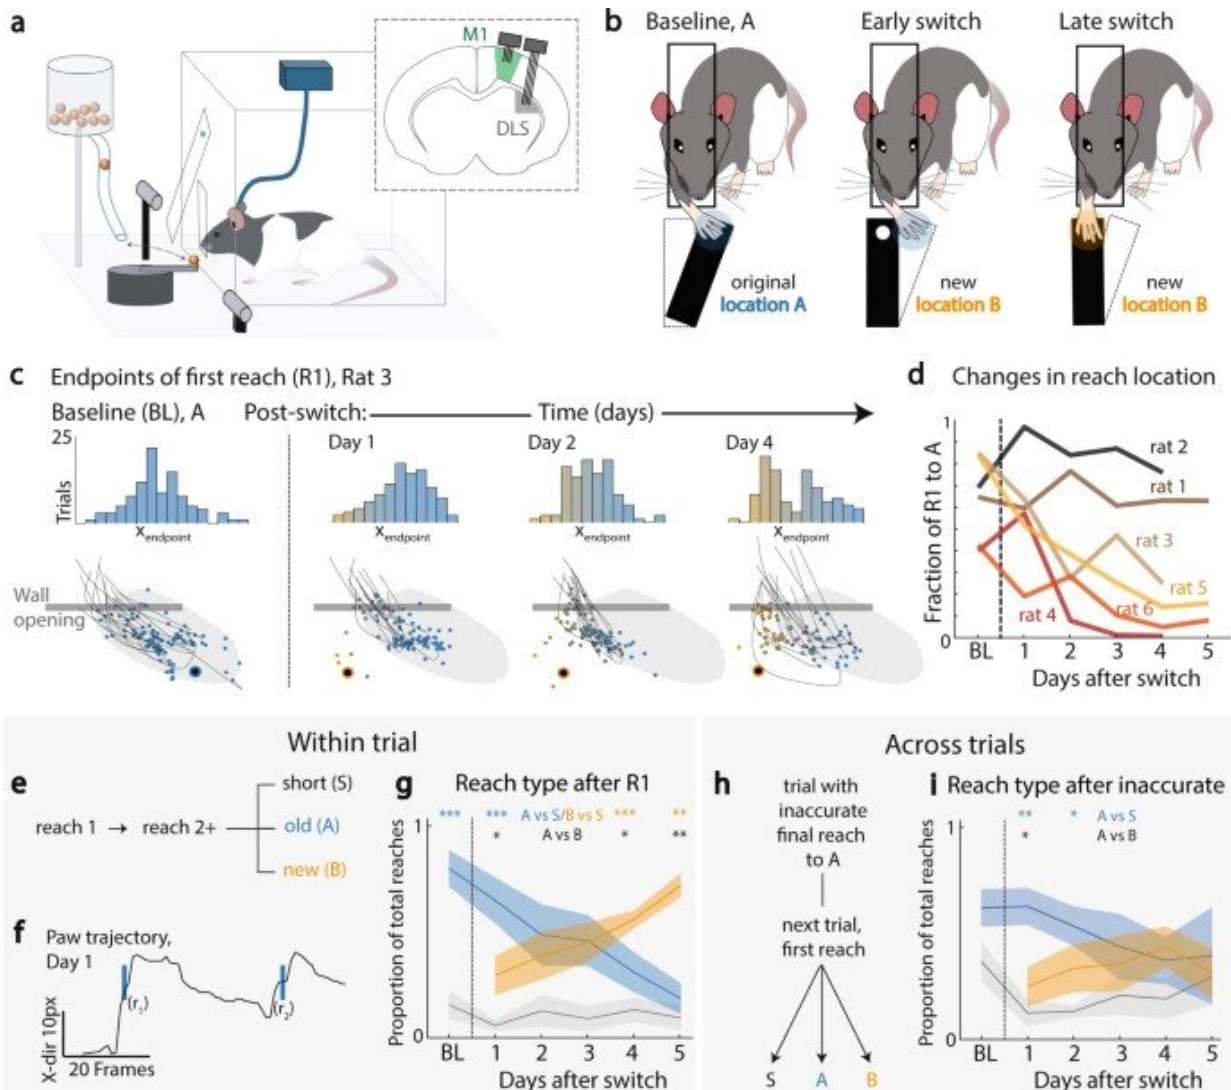 a
M1
DLS
b
Baseline, A
Early switch
Late switch
original
location A
new
location B
new
location B
c
Endpoints of first reach (R1), Rat 3
Baseline (BL), A
Post-switch:
Time (days)
25
Trials
Xendpoint
Day 1
Xendpoint
Day 2
Xendpoint
Day 4
Xendpoint
Wall
opening
d
Changes in reach location
Fraction of R1 to A
1
0
rat 2
rat 1
rat 3
rat 5
rat 4
rat 6
BL 1 2 3 4 5
Days after switch
Within trial
e
reach 1
reach 2+
short (S)
old (A)
new (B)
f
Paw trajectory,
Day 1
(r1)
(r2)
X-dir 10px
20 Frames
g
Reach type after R1
*** *** A vs S/B vs S *** **
* A vs B * **
Proportion of total reaches
1
0
BL 1 2 3 4 5
Days after switch
Across trials
h
trial with
inaccurate
final reach
to A
next trial,
first reach
S A B
i
Reach type after inaccurate
** * A vs S
* A vs B
Proportion of total reaches
1
0
BL 1 2 3 4 5
Days after switch